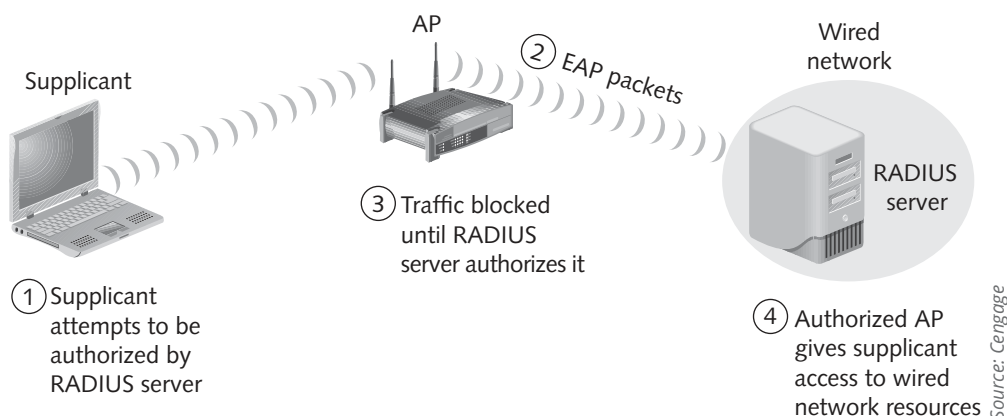 AP
Supplicant
2 EAP packets
Wired
network
RADIUS
server
3 Traffic blocked
until RADIUS
server authorizes it
1 Supplicant
attempts to be
authorized by
RADIUS server
4 Authorized AP
gives supplicant
access to wired
network resources
Source: Cengage